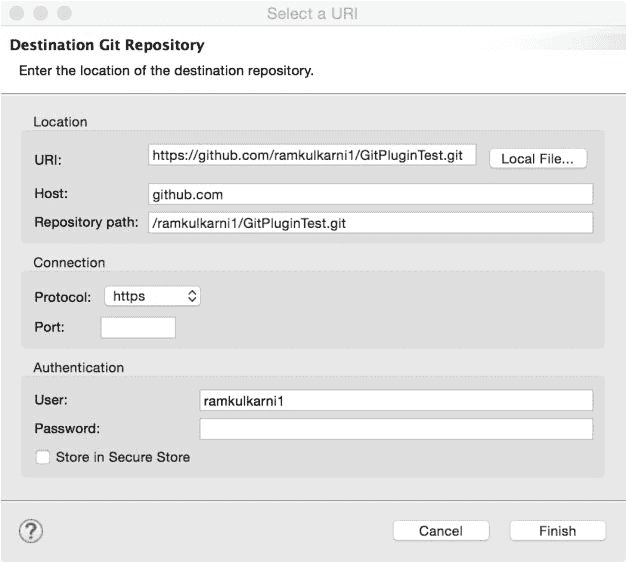 Select a URI
Destination Git Repository
Enter the location of the destination repository.
Location
URI: https://github.com/ramkulkarni1/GitPluginTest.git Local File...
Host: github.com
Repository path: /ramkulkarni1/GitPluginTest.git
Connection
Protocol: https
Port:
Authentication
User: ramkulkarni1
Password:
Store in Secure Store
? Cancel Finish